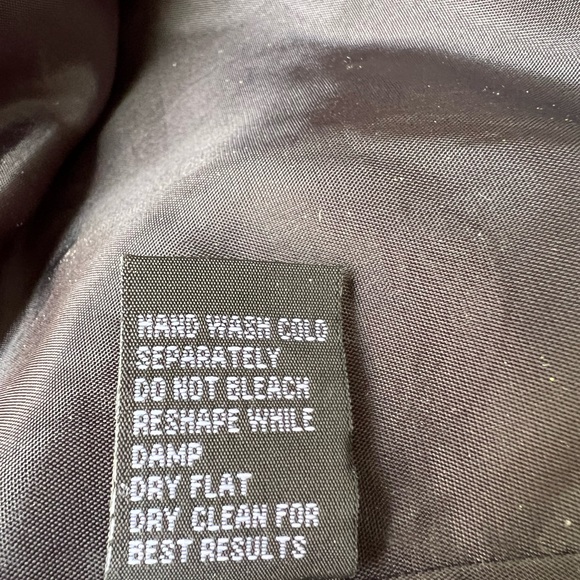 HAND WASH COLD
SEPARATELY
DO NOT BLEACH
RESHAPE WHILE
DAMP
DRY FLAT
DRY CLEAN FOR
BEST RESULTS